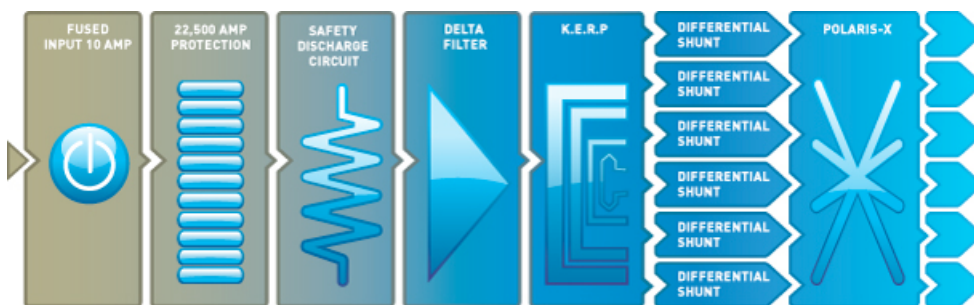 FUSED
INPUT 10 AMP
22,500 AMP
PROTECTION
SAFETY
DISCHARGE
CIRCUIT
DELTA
FILTER
K.E.R.P
DIFFERENTIAL
SHUNT
DIFFERENTIAL
SHUNT
DIFFERENTIAL
SHUNT
DIFFERENTIAL
SHUNT
DIFFERENTIAL
SHUNT
DIFFERENTIAL
SHUNT
POLARIS-X